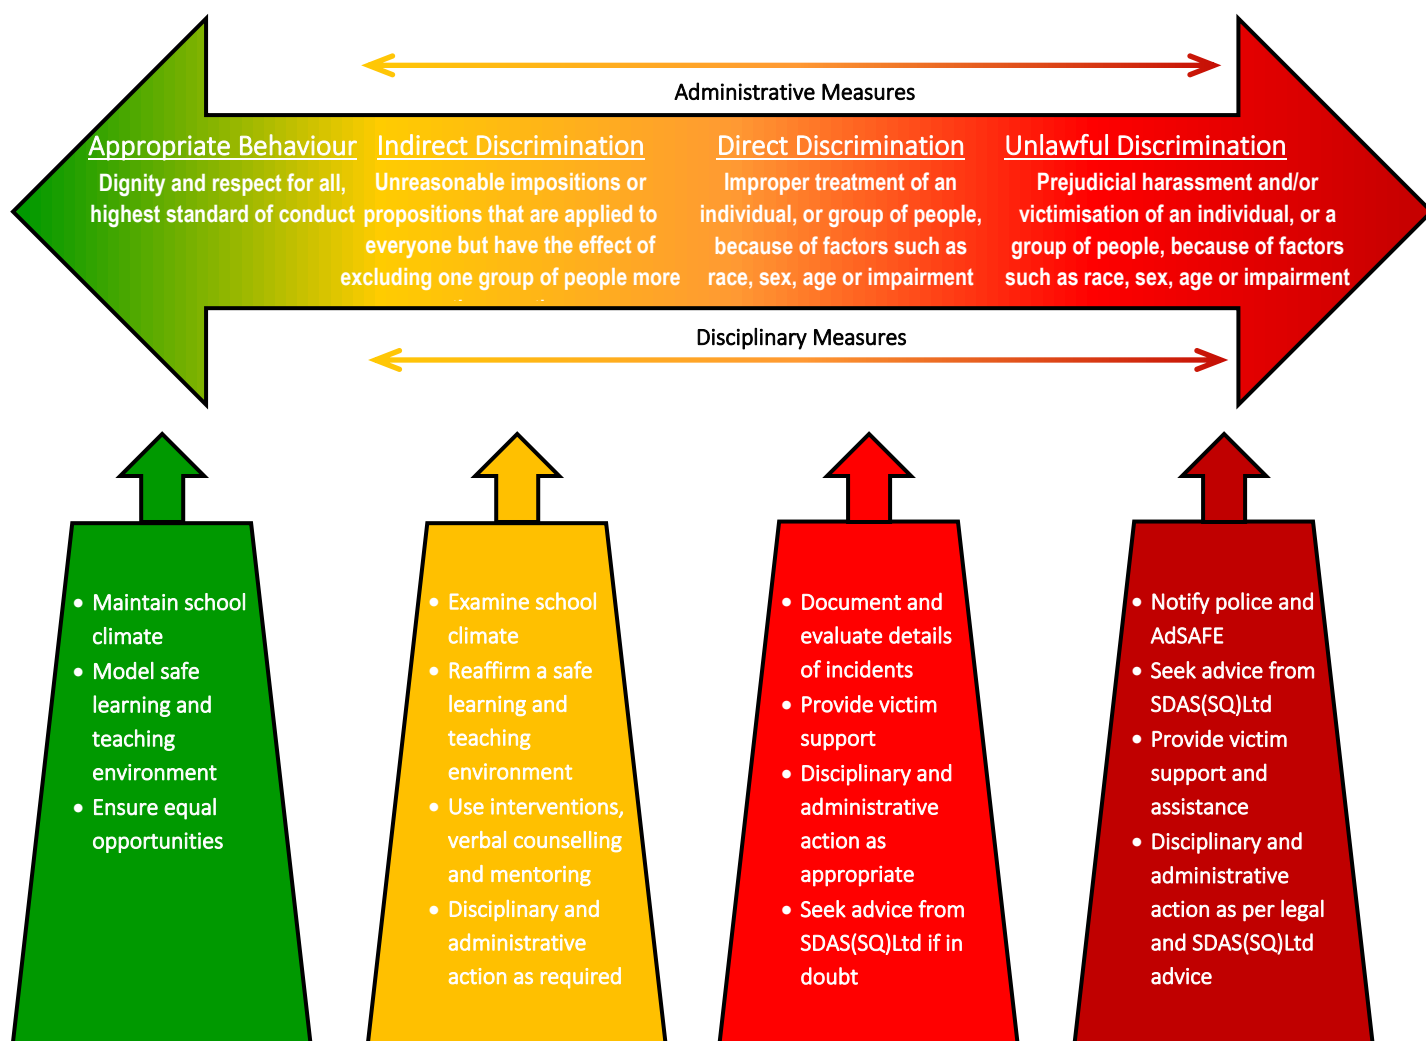 Administrative Measures
Appropriate Behaviour
Dignity and respect for all,
highest standard of conduct
Indirect Discrimination
Unreasonable impositions or
propositions that are applied to
everyone but have the effect of
excluding one group of people more
Direct Discrimination
Improper treatment of an
individual, or group of people,
because of factors such as
race, sex, age or impairment
Unlawful Discrimination
Prejudicial harassment and/or
victimisation of an individual, or a
group of people, because of factors
such as race, sex, age or impairment
Disciplinary Measures
• Maintain school
climate
• Model safe
learning and
teaching
environment
• Ensure equal
opportunities
• Examine school
climate
• Reaffirm a safe
learning and
teaching
environment
• Use interventions,
verbal counselling
and mentoring
• Disciplinary and
administrative
action as required
• Document and
evaluate details
of incidents
• Provide victim
support
• Disciplinary and
administrative
action as
appropriate
• Seek advice from
SDAS(SQ)Ltd if in
doubt
• Notify police and
AdSAFE
• Seek advice from
SDAS(SQ)Ltd
• Provide victim
support and
assistance
• Disciplinary and
administrative
action as per legal
and SDAS(SQ)Ltd
advice